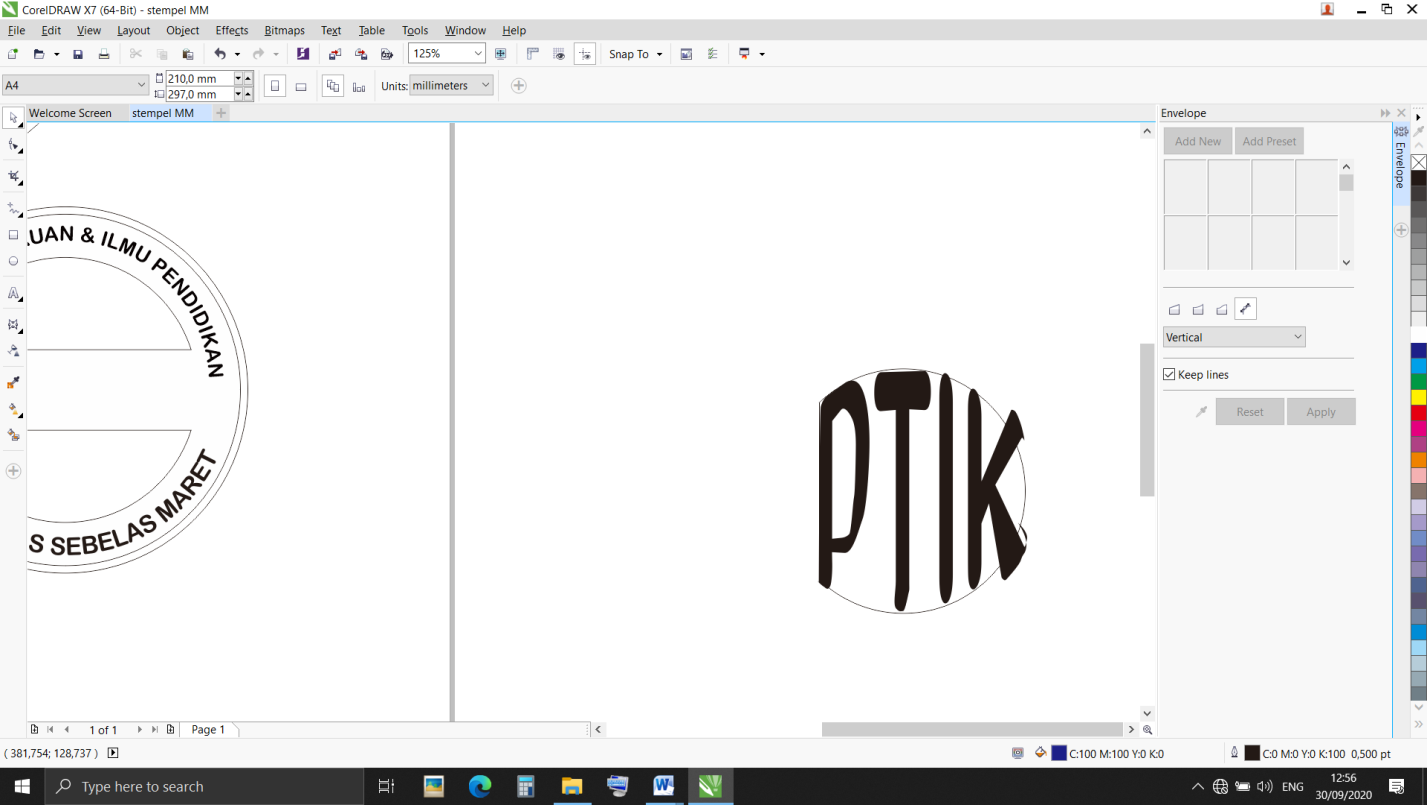 CorelDRAW X7 (64-Bit) - stempel MM
File Edit View Layout Object Effects Bitmaps Text Table Tools Window Help
125% Snap To
A4 210,0 mm 297,0 mm Units: millimeters
Welcome Screen stempel MM
Envelope
Add New Add Preset
Envelope
UAN & ILMU PENDIDIKAN
S SEBELAS MARET
PTIK
Vertical
Keep lines
Reset Apply
1 of 1 Page 1
( 381,754; 128,737 ) C:100 M:100 Y:0 K:0 C:0 M:0 Y:0 K:100 0,500 pt
Type here to search
ENG
12:56
30/09/2020